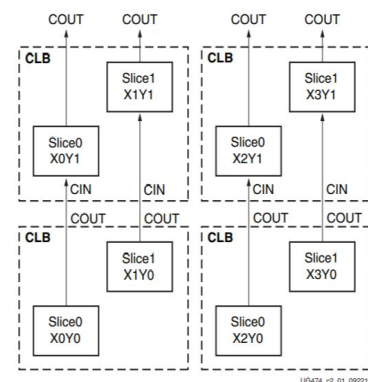 COUT COUT COUT COUT
CLB CLB
Slice1
X1Y1
Slice1
X3Y1
Slice0
X0Y1
Slice0
X2Y1
CIN CIN CIN CIN
COUT COUT COUT COUT
CLB CLB
Slice1
X1Y0
Slice1
X3Y0
Slice0
X0Y0
Slice0
X2Y0